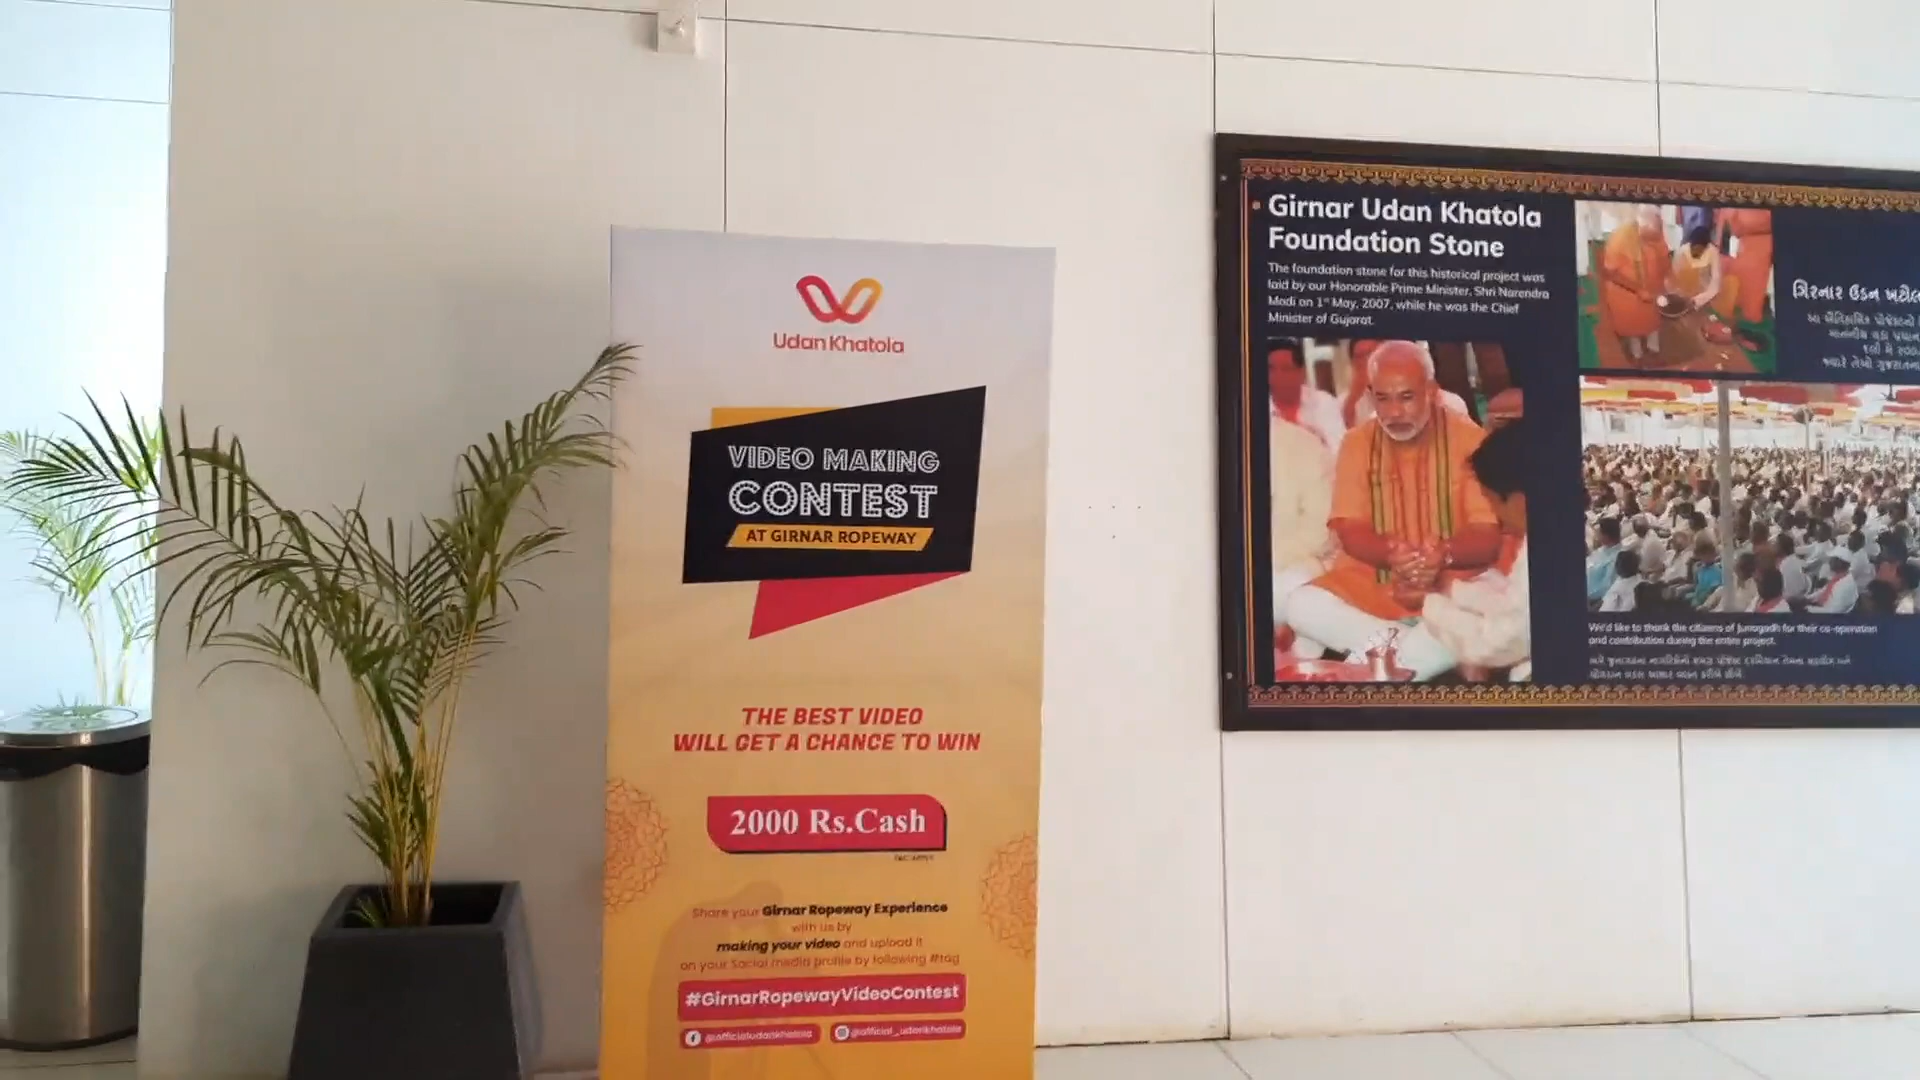 Udan Khatola
VIDEO MAKING
CONTEST
AT GIRNAR ROPEWAY
THE BEST VIDEO
WILL GET A CHANCE TO WIN
2000 Rs.Cash
Share your Girnar Ropeway Experience
with us by
making your video and upload it
on your Social media profile by following #tag
#GirnarRopewayVideoContest
@officialudankhatola
@official_udankhatola
Girnar Udan Khatola
Foundation Stone
The foundation stone for this historical project was
laid by our Honorable Prime Minister, Shri Narendra
Modi on 1st May, 2007, while he was the Chief
Minister of Gujarat.
ગિરનાર ઉડન
We'd like to thank the citizens of Junagadh for their co-operation
and contribution during the entire project.